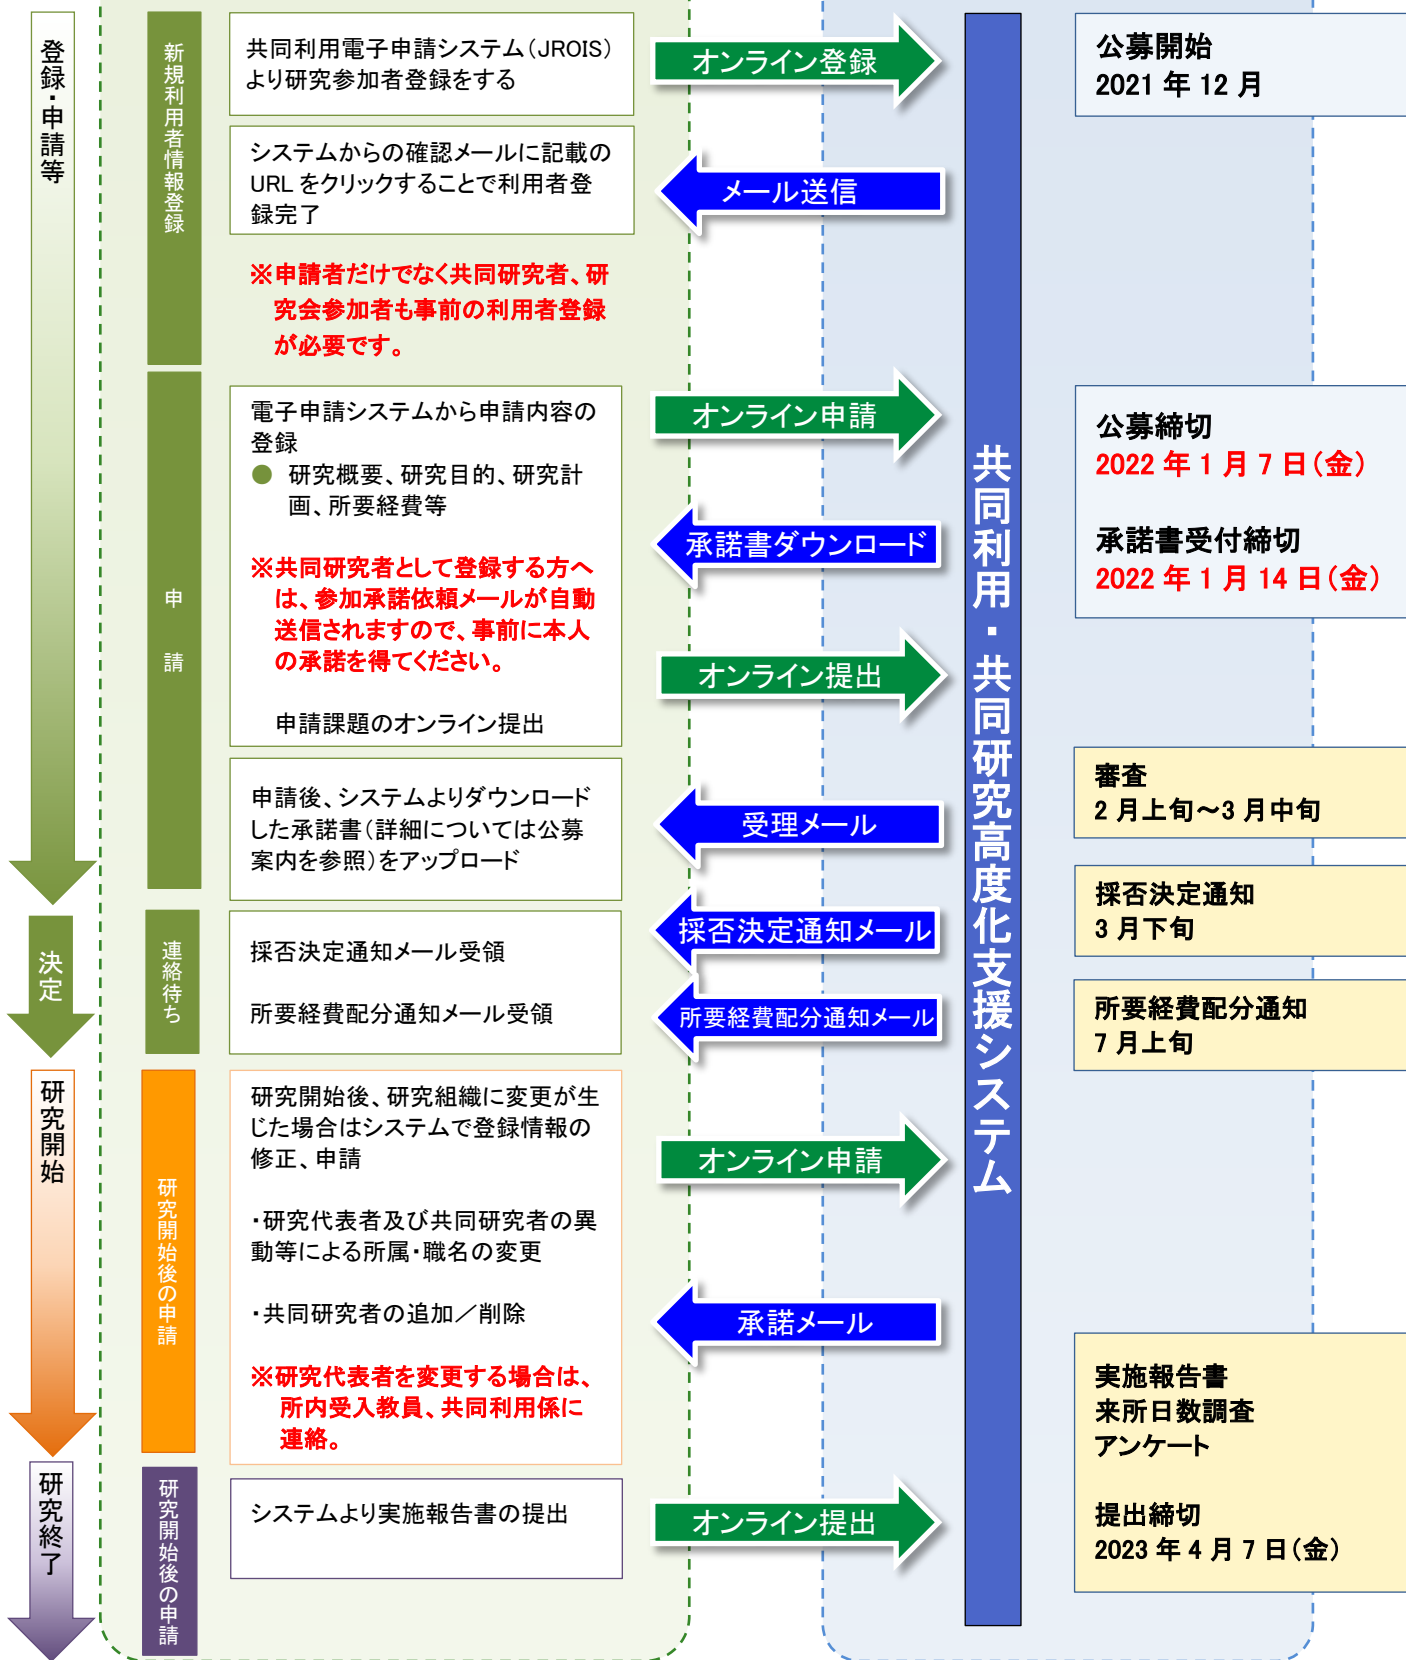 登録・申請等
新規利用者情報登録
共同利用電子申請システム（JROIS）
より研究参加者登録をする
オンライン登録
公募開始
2021 年 12 月
システムからの確認メールに記載の
URL をクリックすることで利用者登
録完了
メール送信
※申請者だけでなく共同研究者、研
究会参加者も事前の利用者登録
が必要です。
申 請
電子申請システムから申請内容の
登録
● 研究概要、研究目的、研究計
画、所要経費等
※共同研究者として登録する方へ
は、参加承諾依頼メールが自動
送信されますので、事前に本人
の承諾を得てください。
申請課題のオンライン提出
オンライン申請
承諾書ダウンロード
オンライン提出
共同利用・共同研究高度化支援システム
公募締切
2022 年 1 月 7 日（金）
承諾書受付締切
2022 年 1 月 14 日（金）
申請後、システムよりダウンロード
した承諾書（詳細については公募
案内を参照）をアップロード
受理メール
審査
2 月上旬～3 月中旬
決定
連絡待ち
採否決定通知メール受領
所要経費配分通知メール受領
採否決定通知メール
所要経費配分通知メール
採否決定通知
3 月下旬
所要経費配分通知
7 月上旬
研究開始
研究開始後の申請
研究開始後、研究組織に変更が生
じた場合はシステムで登録情報の
修正、申請
・研究代表者及び共同研究者の異
動等による所属・職名の変更
・共同研究者の追加／削除
※研究代表者を変更する場合は、
所内受入教員、共同利用係に
連絡。
オンライン申請
承諾メール
研究終了
研究開始後の申請
システムより実施報告書の提出
オンライン提出
実施報告書
来所日数調査
アンケート
提出締切
2023 年 4 月 7 日（金）